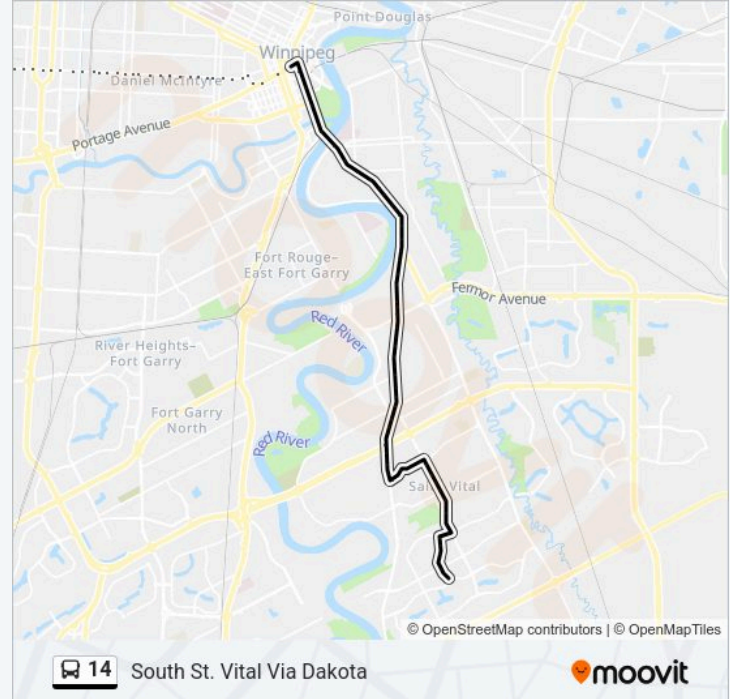 Point Douglas
Winnipeg
Daniel McIntyre
Portage Avenue
Fort Rouge–
East Fort Garry
Fermor Avenue
Red River
River Heights–
Fort Garry
Fort Garry
North
Red River
Saint Vital
© OpenStreetMap contributors | © OpenMapTiles
14 South St. Vital Via Dakota
moovit